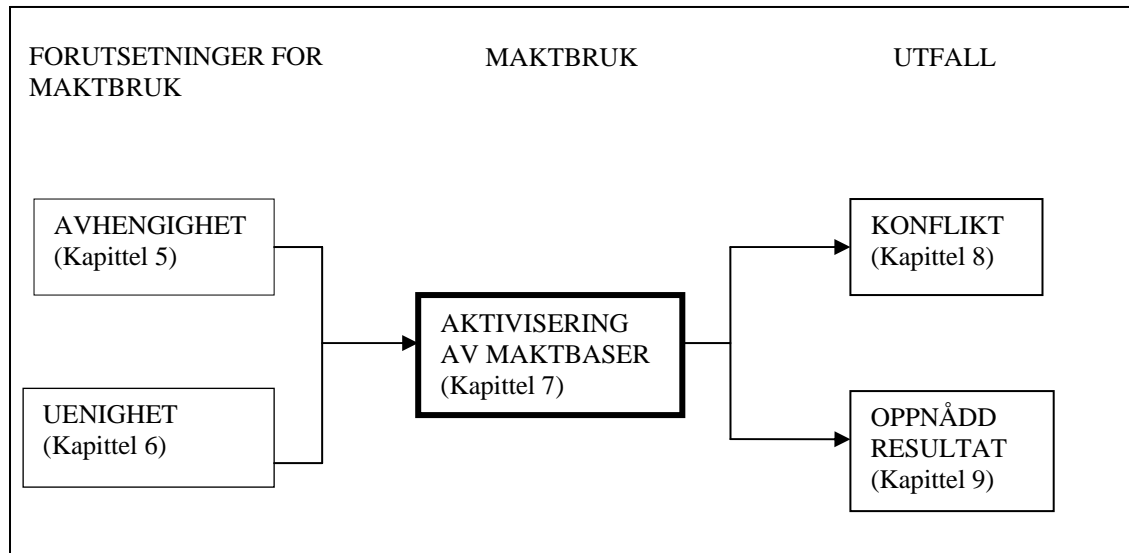 FORUTSETNINGER FOR
MAKTBRUK
MAKTBRUK
UTFALL
AVHENGIGHET
(Kapittel 5)
UENIGHET
(Kapittel 6)
AKTIVISERING
AV MAKTBASER
(Kapittel 7)
KONFLIKT
(Kapittel 8)
OPPNÅDD
RESULTAT
(Kapittel 9)